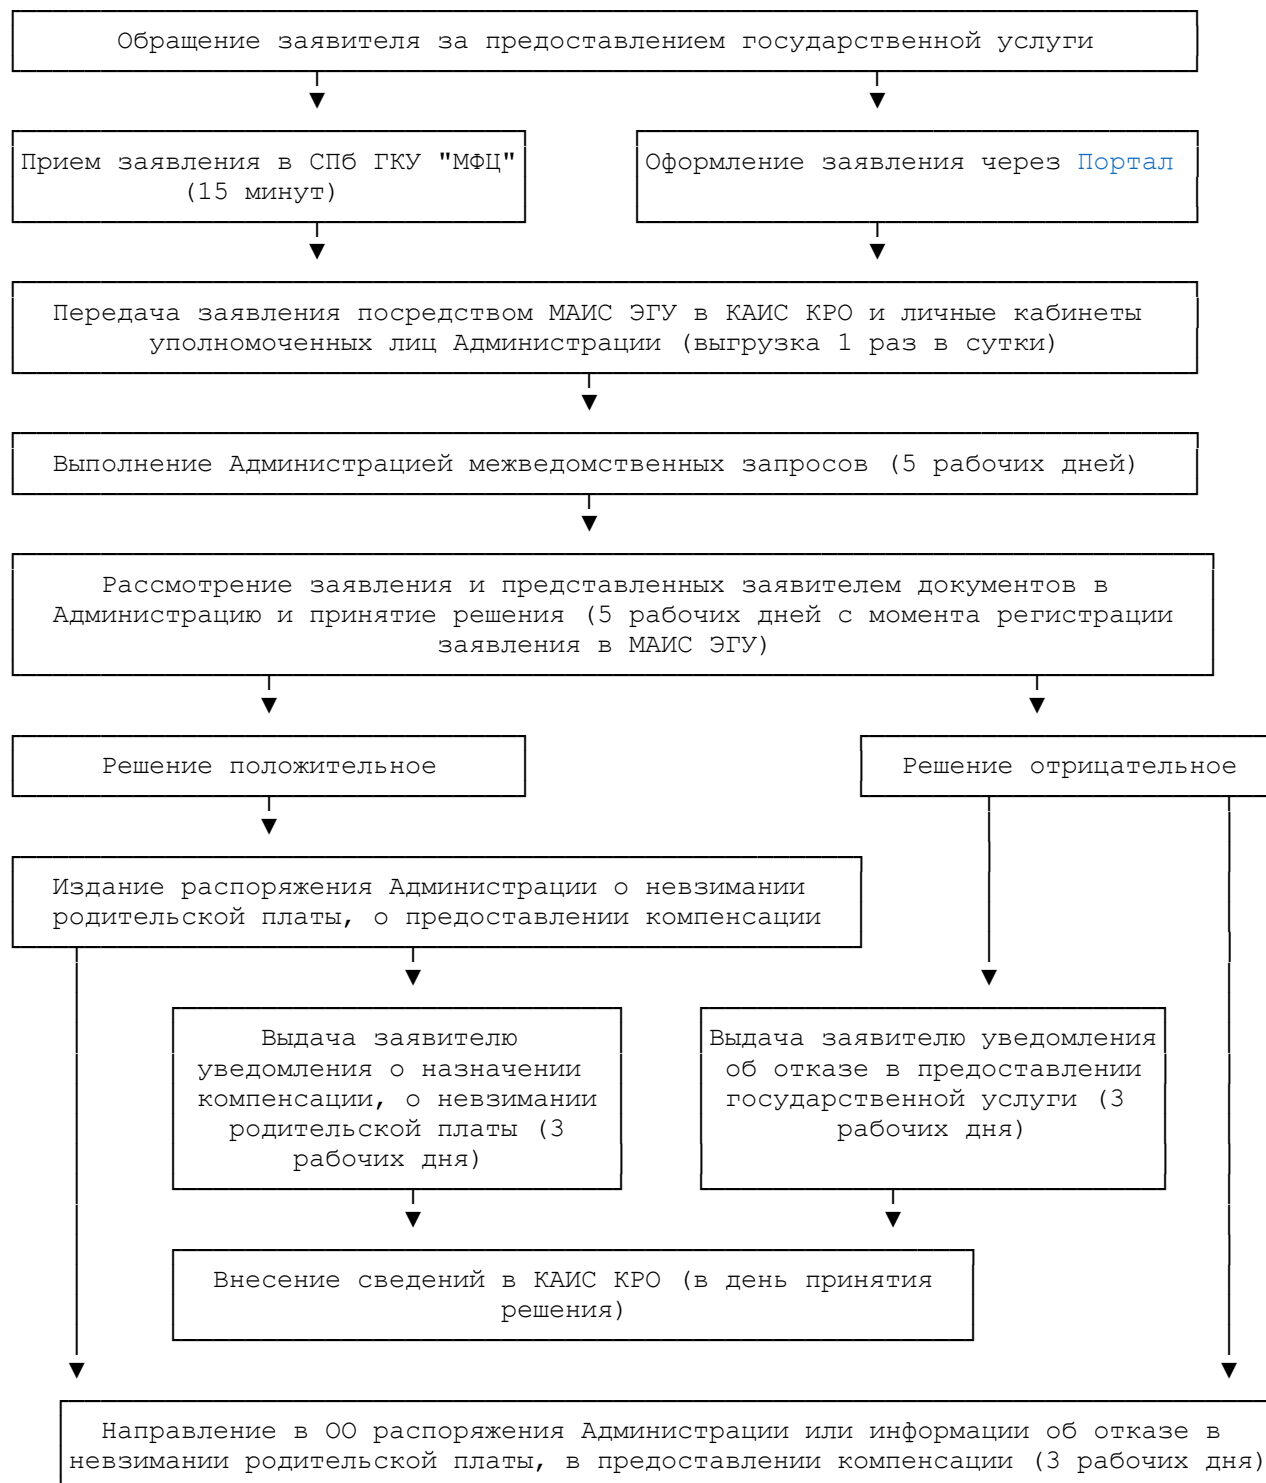 Обращение заявителя за предоставлением государственной услуги
Прием заявления в СПб ГКУ "МФЦ"
(15 минут)
Оформление заявления через Портал
Передача заявления посредством МАИС ЭГУ в КАИС КРО и личные кабинеты
уполномоченных лиц Администрации (выгрузка 1 раз в сутки)
Выполнение Администрацией межведомственных запросов (5 рабочих дней)
Рассмотрение заявления и представленных заявителем документов в
Администрацию и принятие решения (5 рабочих дней с момента регистрации
заявления в МАИС ЭГУ)
Решение положительное
Решение отрицательное
Издание распоряжения Администрации о невзимании
родительской платы, о предоставлении компенсации
Выдача заявителю
уведомления о назначении
компенсации, о невзимании
родительской платы (3
рабочих дня)
Выдача заявителю уведомления
об отказе в предоставлении
государственной услуги (3
рабочих дня)
Внесение сведений в КАИС КРО (в день принятия
решения)
Направление в ОО распоряжения Администрации или информации об отказе в
невзимании родительской платы, в предоставлении компенсации (3 рабочих дня)